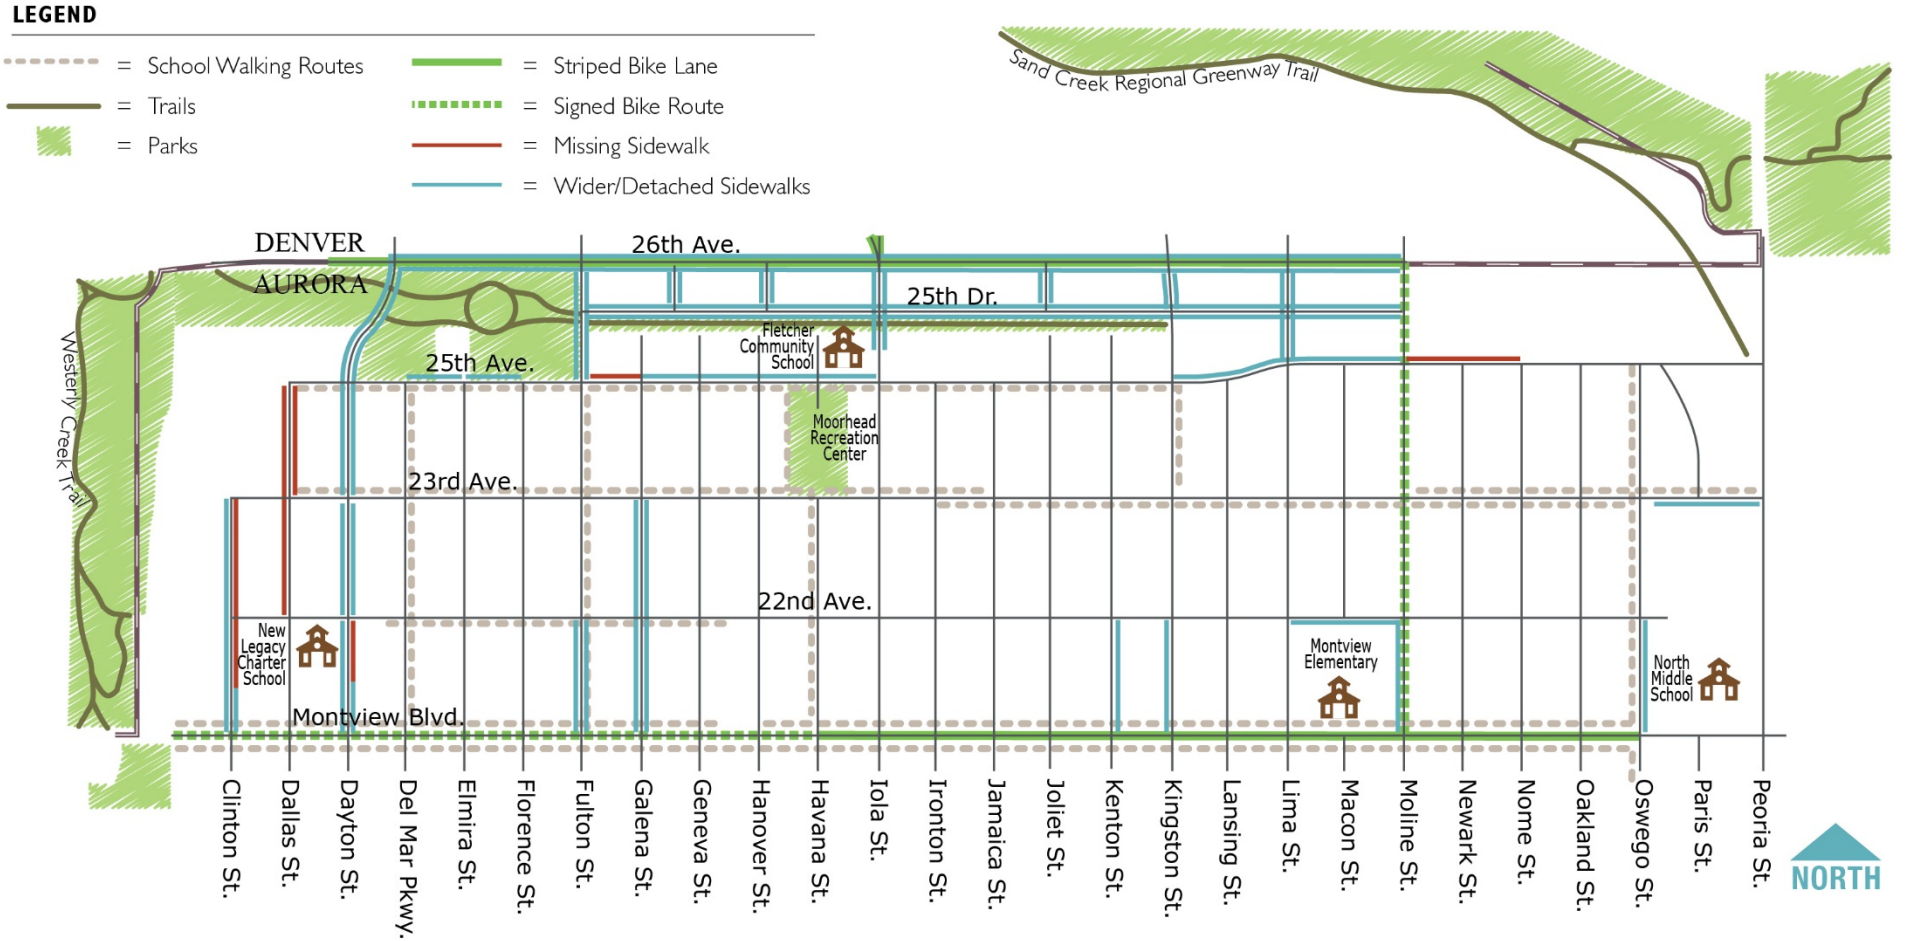 LEGEND
= School Walking Routes
= Striped Bike Lane
= Trails
= Signed Bike Route
= Parks
= Missing Sidewalk
= Wider/Detached Sidewalks
Sand Creek Regional Greenway Trail
DENVER
26th Ave.
AURORA
25th Dr.
Westerly Creek Trail
Fletcher
Community
School
25th Ave.
Moorhead
Recreation
Center
23rd Ave.
22nd Ave.
New
Legacy
Charter
School
Montview
Elementary
North
Middle
School
Montview Blvd.
Clinton St.
Dallas St.
Dayton St.
Del Mar Pkwy.
Elmira St.
Florence St.
Fulton St.
Galena St.
Geneva St.
Hanover St.
Havana St.
Iola St.
Ironton St.
Jamaica St.
Joliet St.
Kenton St.
Kingston St.
Lansing St.
Lima St.
Macon St.
Moline St.
Newark St.
Nome St.
Oakland St.
Oswego St.
Paris St.
Peoria St.
NORTH